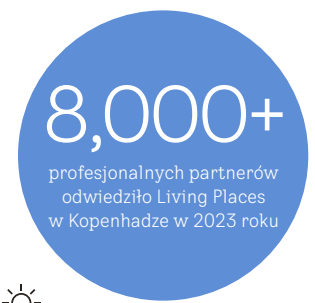 8,000+
profesjonalnych partnerów
odwiedziło Living Places
w Kopenhadze w 2023 roku